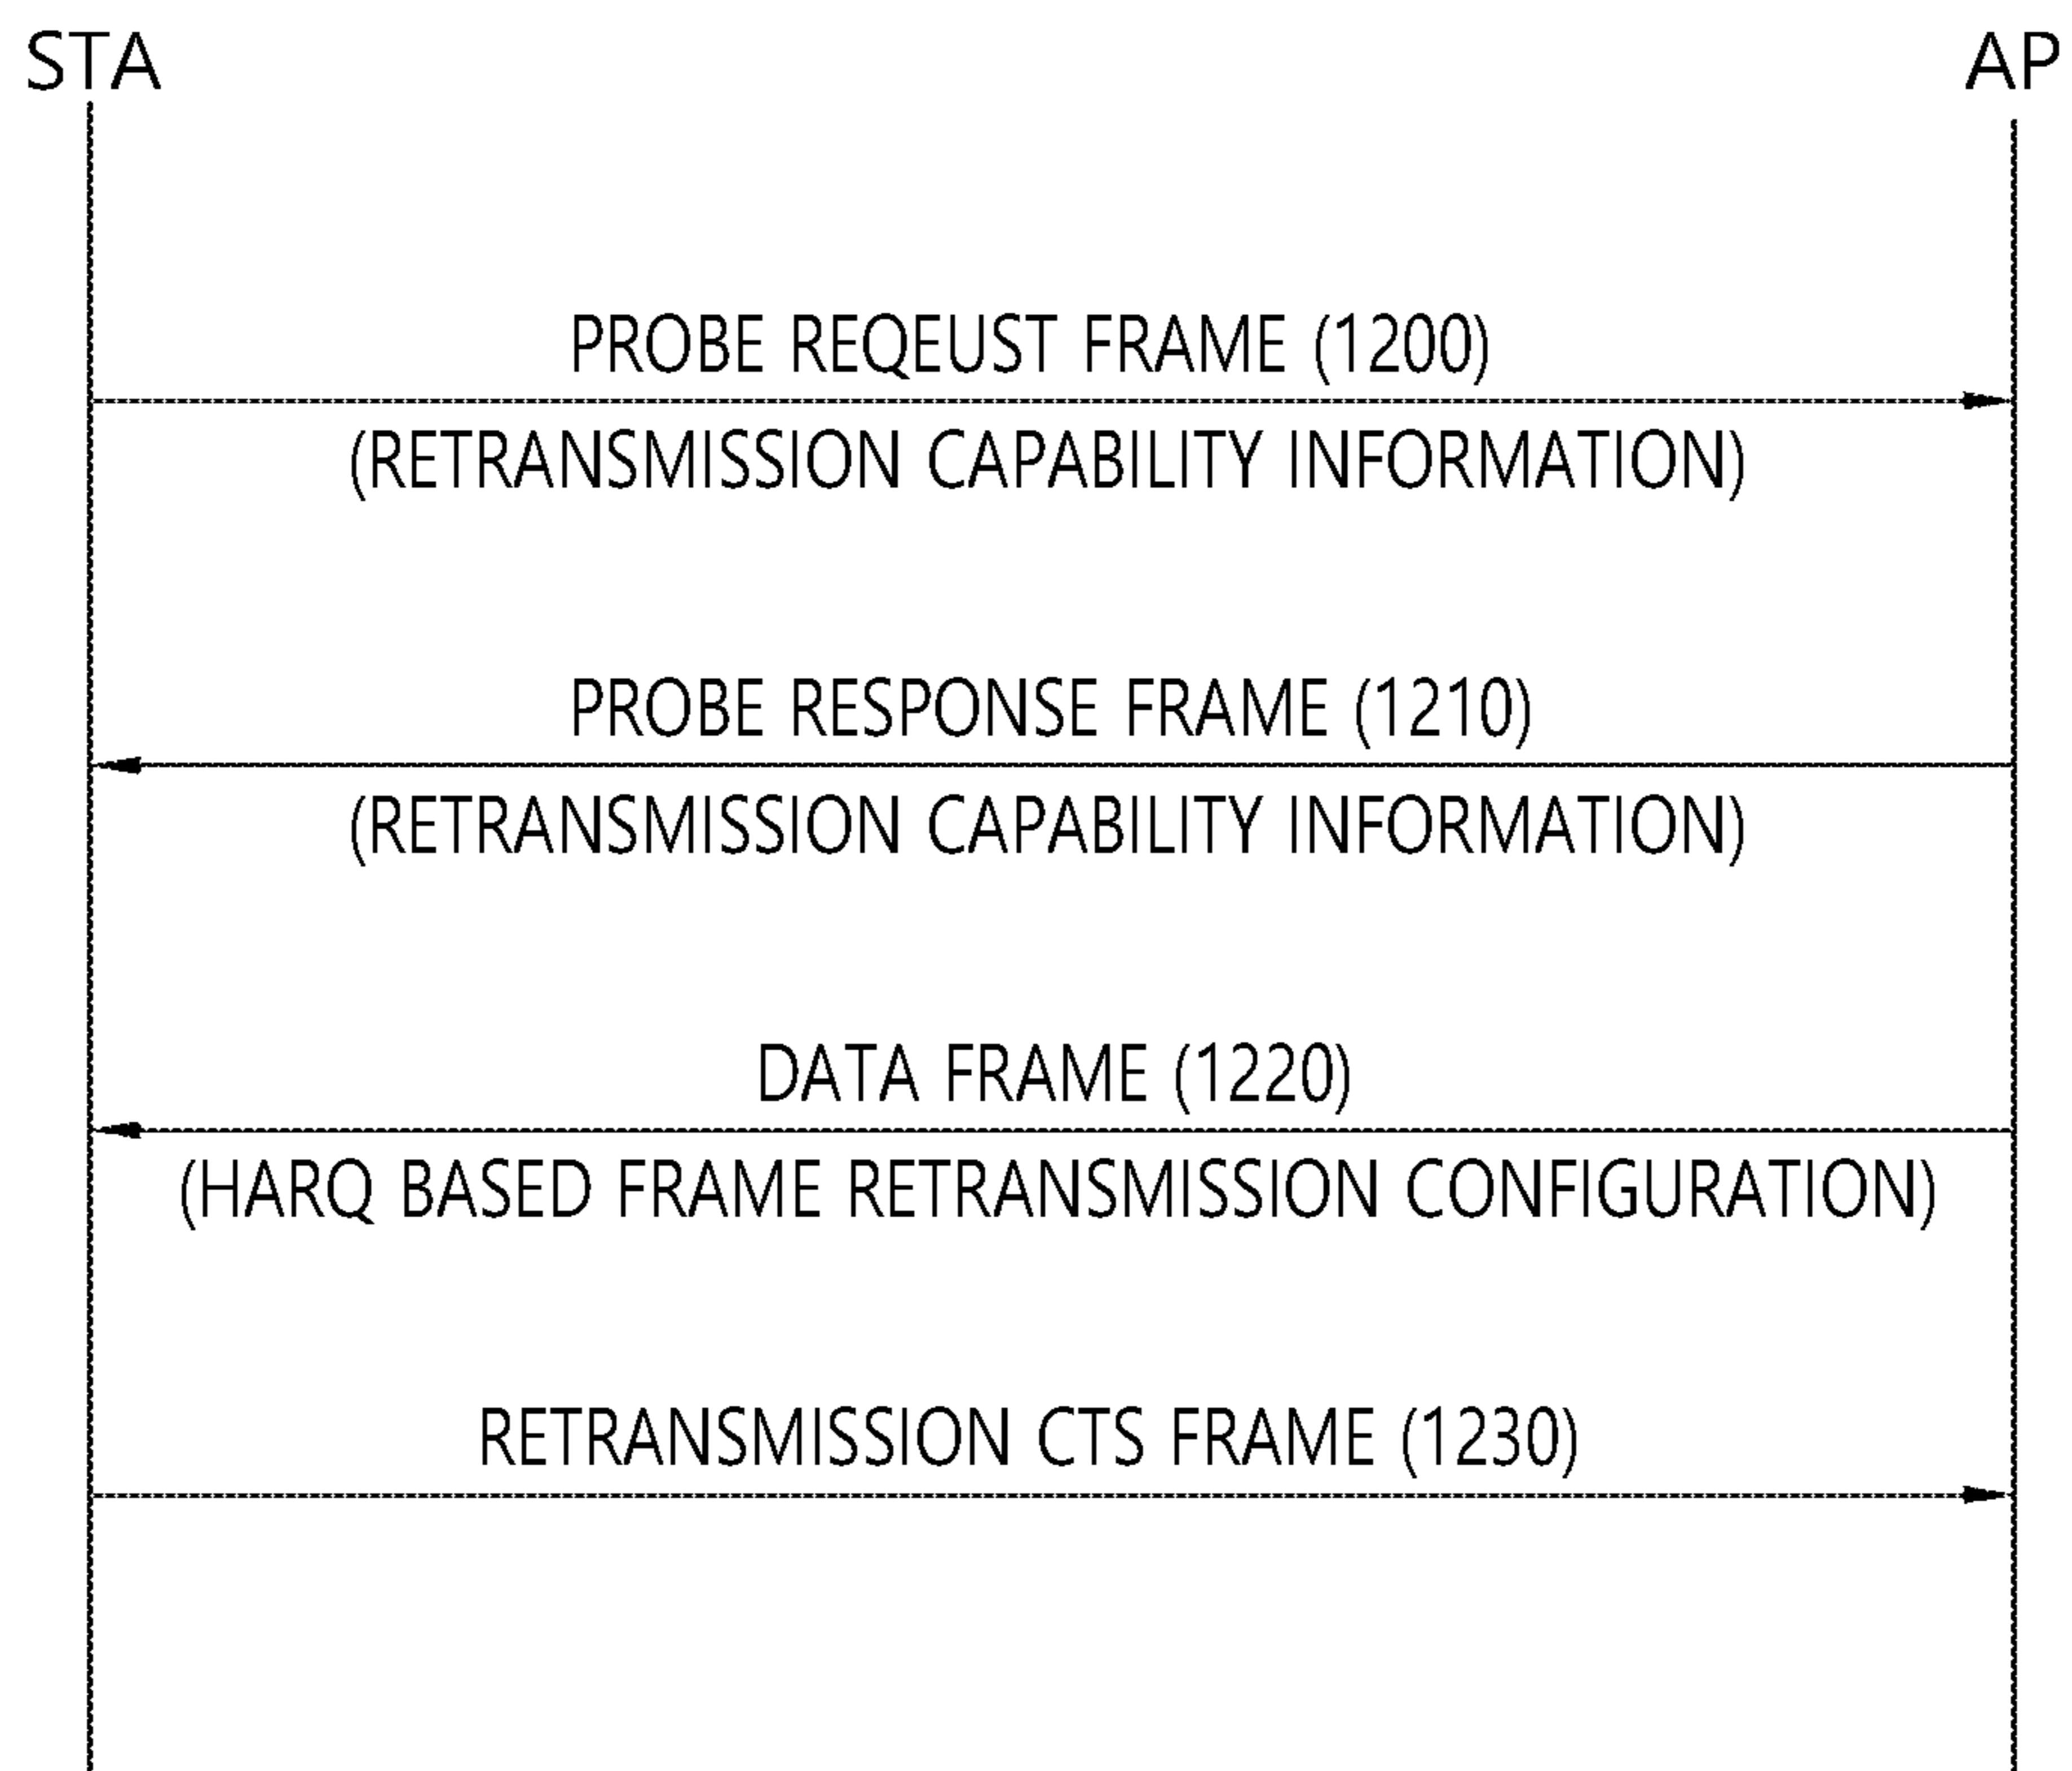 STA AP
PROBE REQEUST FRAME (1200)
(RETRANSMISSION CAPABILITY INFORMATION)
PROBE RESPONSE FRAME (1210)
(RETRANSMISSION CAPABILITY INFORMATION)
DATA FRAME (1220)
(HARQ BASED FRAME RETRANSMISSION CONFIGURATION)
RETRANSMISSION CTS FRAME (1230)